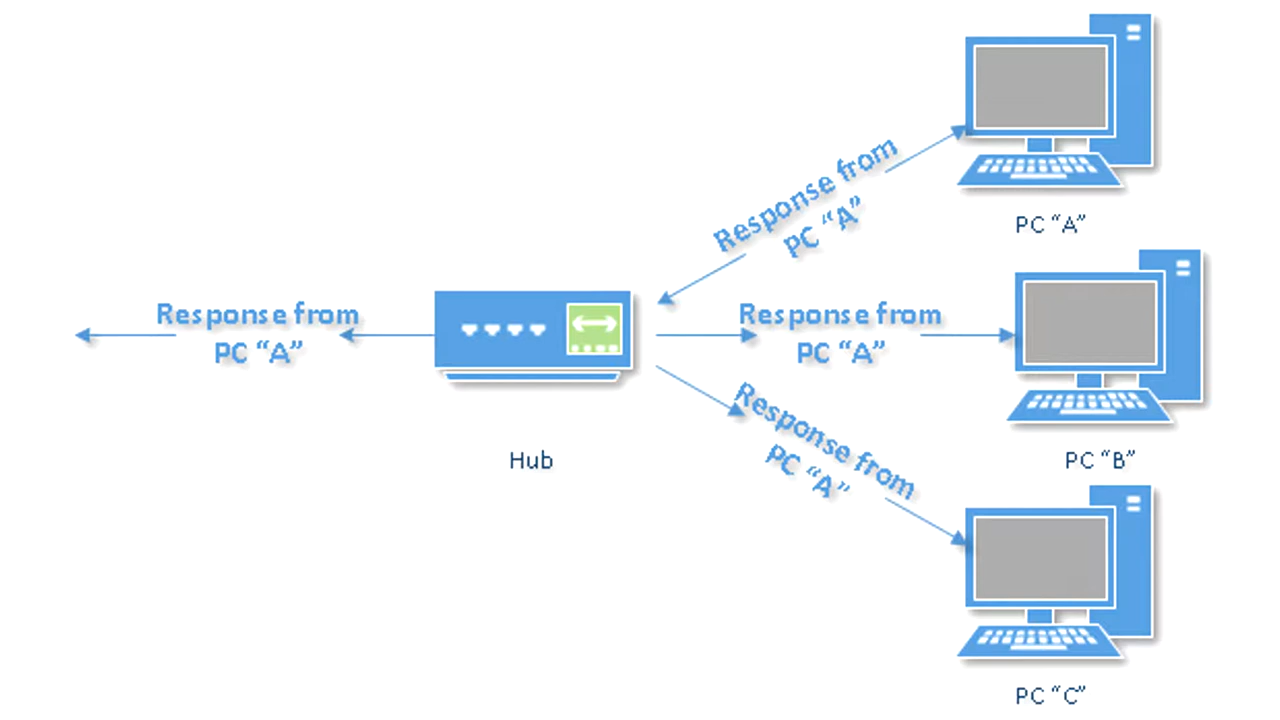 Response from
PC “A”
PC “A”
Response from
PC “A”
Hub
Response from
PC “A”
PC “B”
Response from
PC “A”
PC “C”